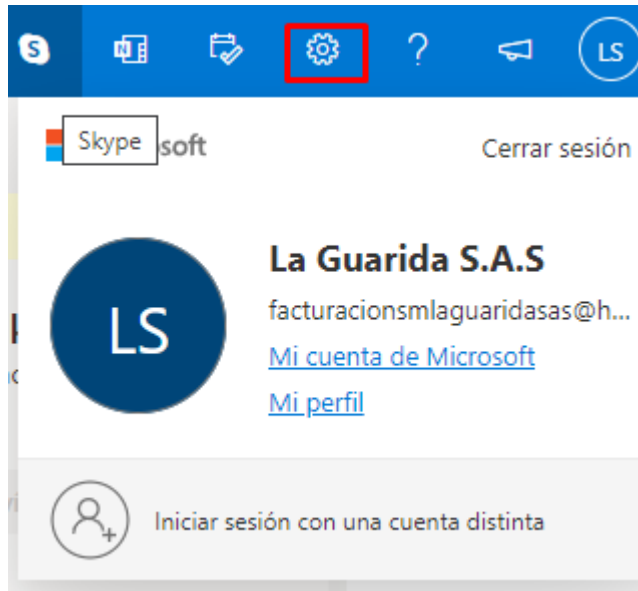 LS
Skype
soft
Cerrar sesión
La Guarida S.A.S
LS
facturacionsmlaguaridasas@h...
Mi cuenta de Microsoft
Mi perfil
Iniciar sesión con una cuenta distinta